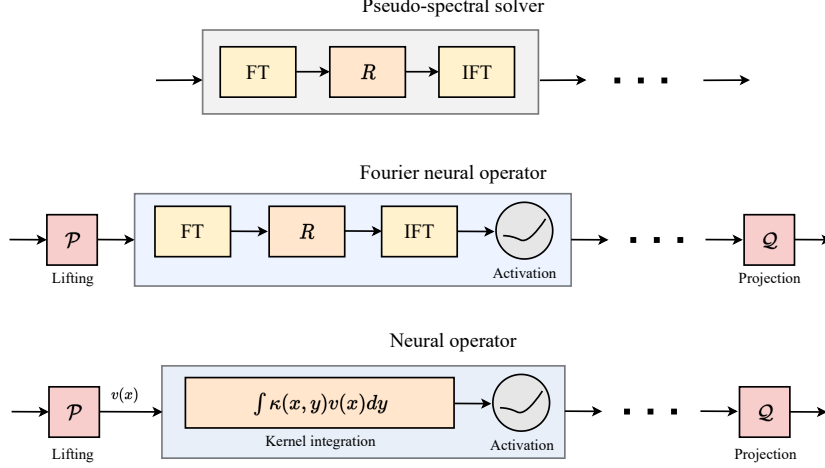 Pseudo-spectral solver
FT R IFT
Fourier neural operator
P FT R IFT Q
Lifting Activation Projection
Neural operator
P v(x) ∫ κ(x, y)v(x)dy Q
Lifting Kernel integration Activation Projection